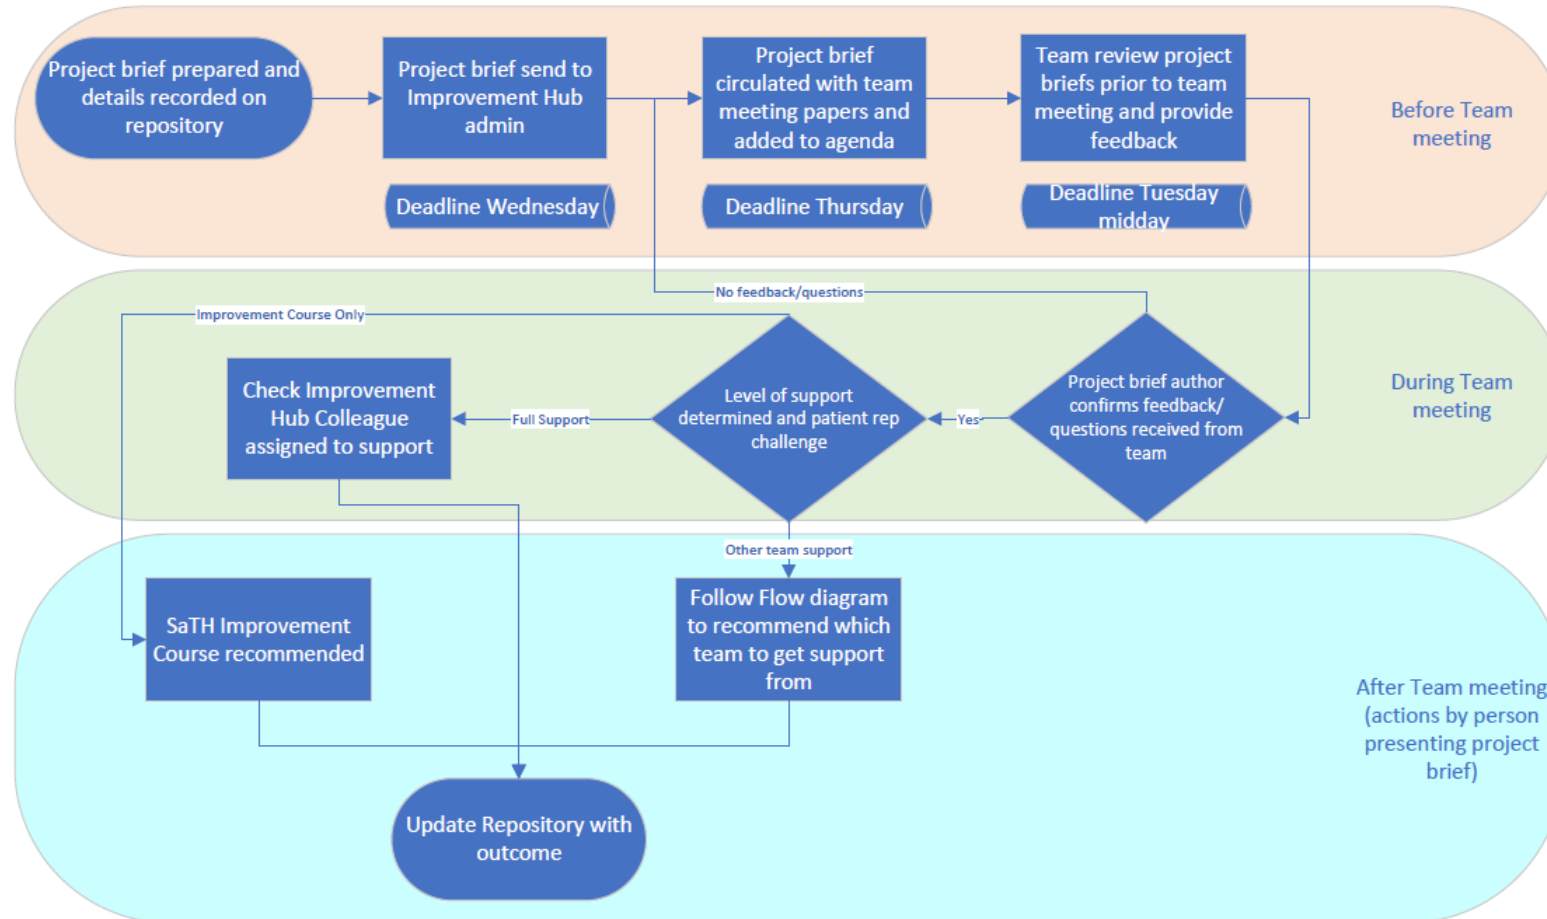 Project brief prepared and
details recorded on
repository
Project brief send to
Improvement Hub
admin
Project brief
circulated with team
meeting papers and
added to agenda
Team review project
briefs prior to team
meeting and provide
feedback
Before Team
meeting
Deadline Wednesday
Deadline Thursday
Deadline Tuesday
midday
No feedback/questions
Improvement Course Only
Check Improvement
Hub Colleague
assigned to support
Full Support
Level of support
determined and patient rep
challenge
Yes
Project brief author
confirms feedback/
questions received from
team
During Team
meeting
Other team support
SaTH Improvement
Course recommended
Follow Flow diagram
to recommend which
team to get support
from
After Team meeting
(actions by person
presenting project
brief)
Update Repository with
outcome